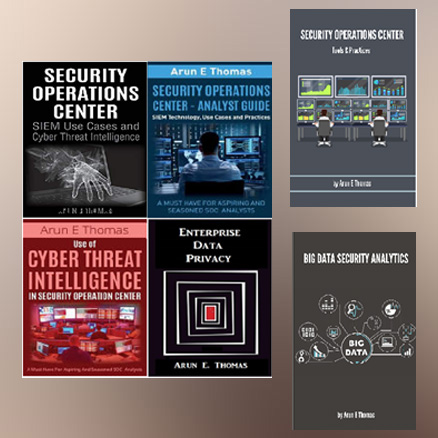 SECURITY
OPERATIONS
CENTER
SIEM Use Cases and
Cyber Threat Intelligence
ARUN E THOMAS
Arun E Thomas
SECURITY OPERATIONS
CENTER - ANALYST GUIDE
SIEM Technology, Use Cases and Practices
A MUST HAVE FOR ASPIRING AND
SEASONED SOC ANALYSTS
Arun E Thomas
Use of
CYBER THREAT
INTELLIGENCE
IN SECURITY OPERATION CENTER
A Must Have For Aspiring And Seasoned SOC Analysts
ENTERPRISE
DATA
PRIVACY
ARUN E. THOMAS
SECURITY OPERATIONS CENTER
Tools & Practices
by Arun E Thomas
BIG DATA SECURITY ANALYTICS
BIG
DATA
by Arun E Thomas